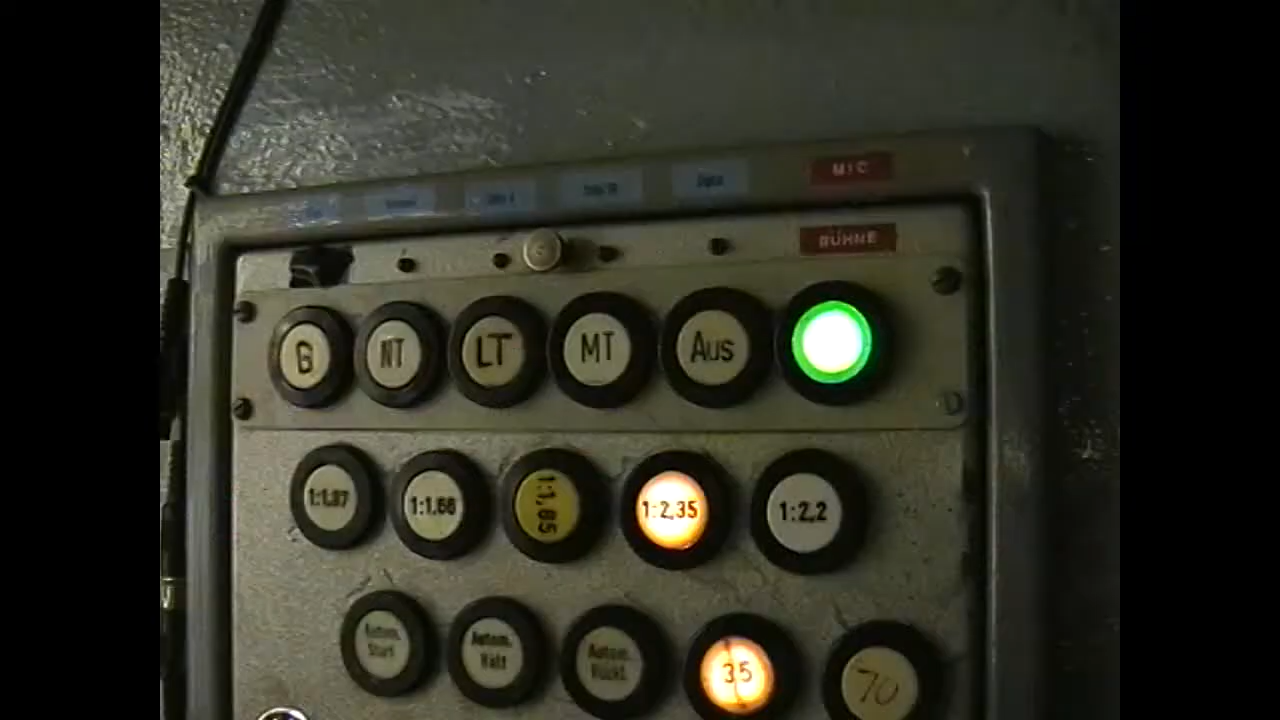 MIC
BÜHNE
G NT LT MT Aus
1:1,37 1:1,66 1:1,85 1:2,35 1:2,2
Autom. Start Autom. Halt Autom. Rückl. 35 70